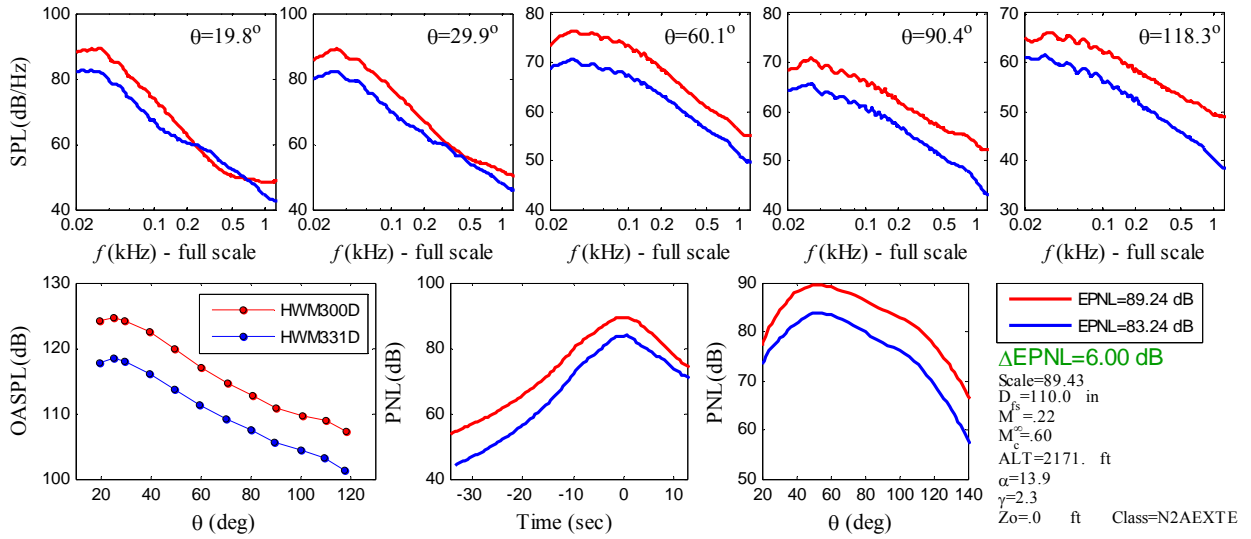 100
80
60
40
SPL(dB/Hz)
θ=19.8º
0.02 0.1 0.2 0.5 1
f (kHz) - full scale
100
80
60
40
θ=29.9º
0.02 0.1 0.2 0.5 1
f (kHz) - full scale
80
70
60
50
40
θ=60.1º
0.02 0.1 0.2 0.5 1
f (kHz) - full scale
80
70
60
50
40
θ=90.4º
0.02 0.1 0.2 0.5 1
f (kHz) - full scale
70
60
50
40
30
θ=118.3º
0.02 0.1 0.2 0.5 1
f (kHz) - full scale
130
120
110
100
OASPL(dB)
HWM300D
HWM331D
20 40 60 80 100 120
θ (deg)
100
80
60
40
PNL(dB)
-30 -20 -10 0 10
Time (sec)
90
80
70
60
50
PNL(dB)
20 40 60 80 100 120 140
θ (deg)
EPNL=89.24 dB
EPNL=83.24 dB
ΔEPNL=6.00 dB
Scale=89.43
D_fs=110.0 in
M_∞=.22
M_c=.60
ALT=2171. ft
α=13.9
γ=2.3
Zo=.0 ft Class=N2AEXTE